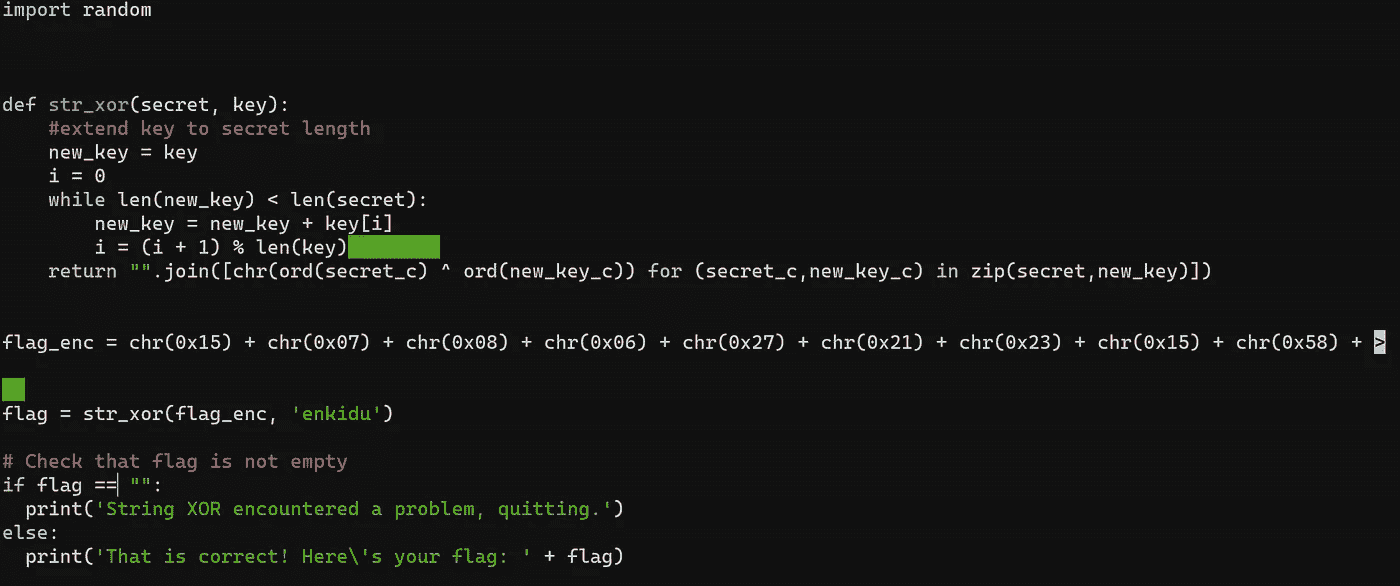 import random
def str_xor(secret, key):
    #extend key to secret length
    new_key = key
    i = 0
    while len(new_key) < len(secret):
        new_key = new_key + key[i]
        i = (i + 1) % len(key)
    return "".join([chr(ord(secret_c) ^ ord(new_key_c)) for (secret_c,new_key_c) in zip(secret,new_key)])
flag_enc = chr(0x15) + chr(0x07) + chr(0x08) + chr(0x06) + chr(0x27) + chr(0x21) + chr(0x23) + chr(0x15) + chr(0x58) + >
flag = str_xor(flag_enc, 'enkidu')
# Check that flag is not empty
if flag == "":
  print('String XOR encountered a problem, quitting.')
else:
  print('That is correct! Here\'s your flag: ' + flag)